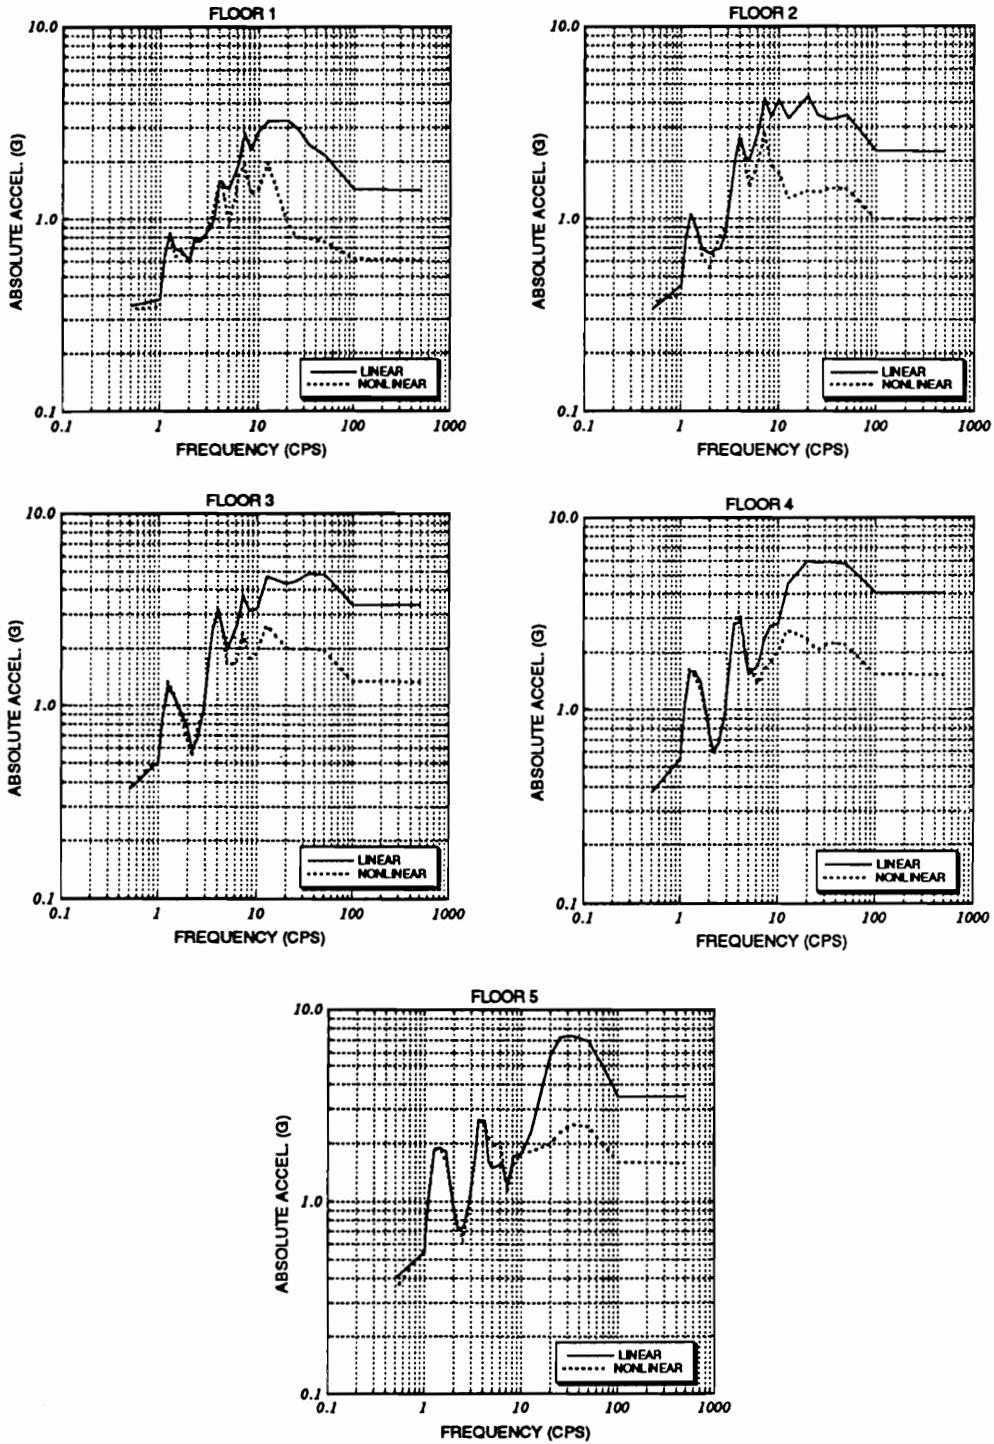 FLOOR 1
10.0
1.0
0.1
ABSOLUTE ACCEL. (G)
LINEAR
NONLINEAR
0.1 1 10 100 1000
FREQUENCY (CPS)
FLOOR 2
10.0
1.0
0.1
ABSOLUTE ACCEL. (G)
LINEAR
NONLINEAR
0.1 1 10 100 1000
FREQUENCY (CPS)
FLOOR 3
10.0
1.0
0.1
ABSOLUTE ACCEL. (G)
LINEAR
NONLINEAR
0.1 1 10 100 1000
FREQUENCY (CPS)
FLOOR 4
10.0
1.0
0.1
ABSOLUTE ACCEL. (G)
LINEAR
NONLINEAR
0.1 1 10 100 1000
FREQUENCY (CPS)
FLOOR 5
10.0
1.0
0.1
ABSOLUTE ACCEL. (G)
LINEAR
NONLINEAR
0.1 1 10 100 1000
FREQUENCY (CPS)